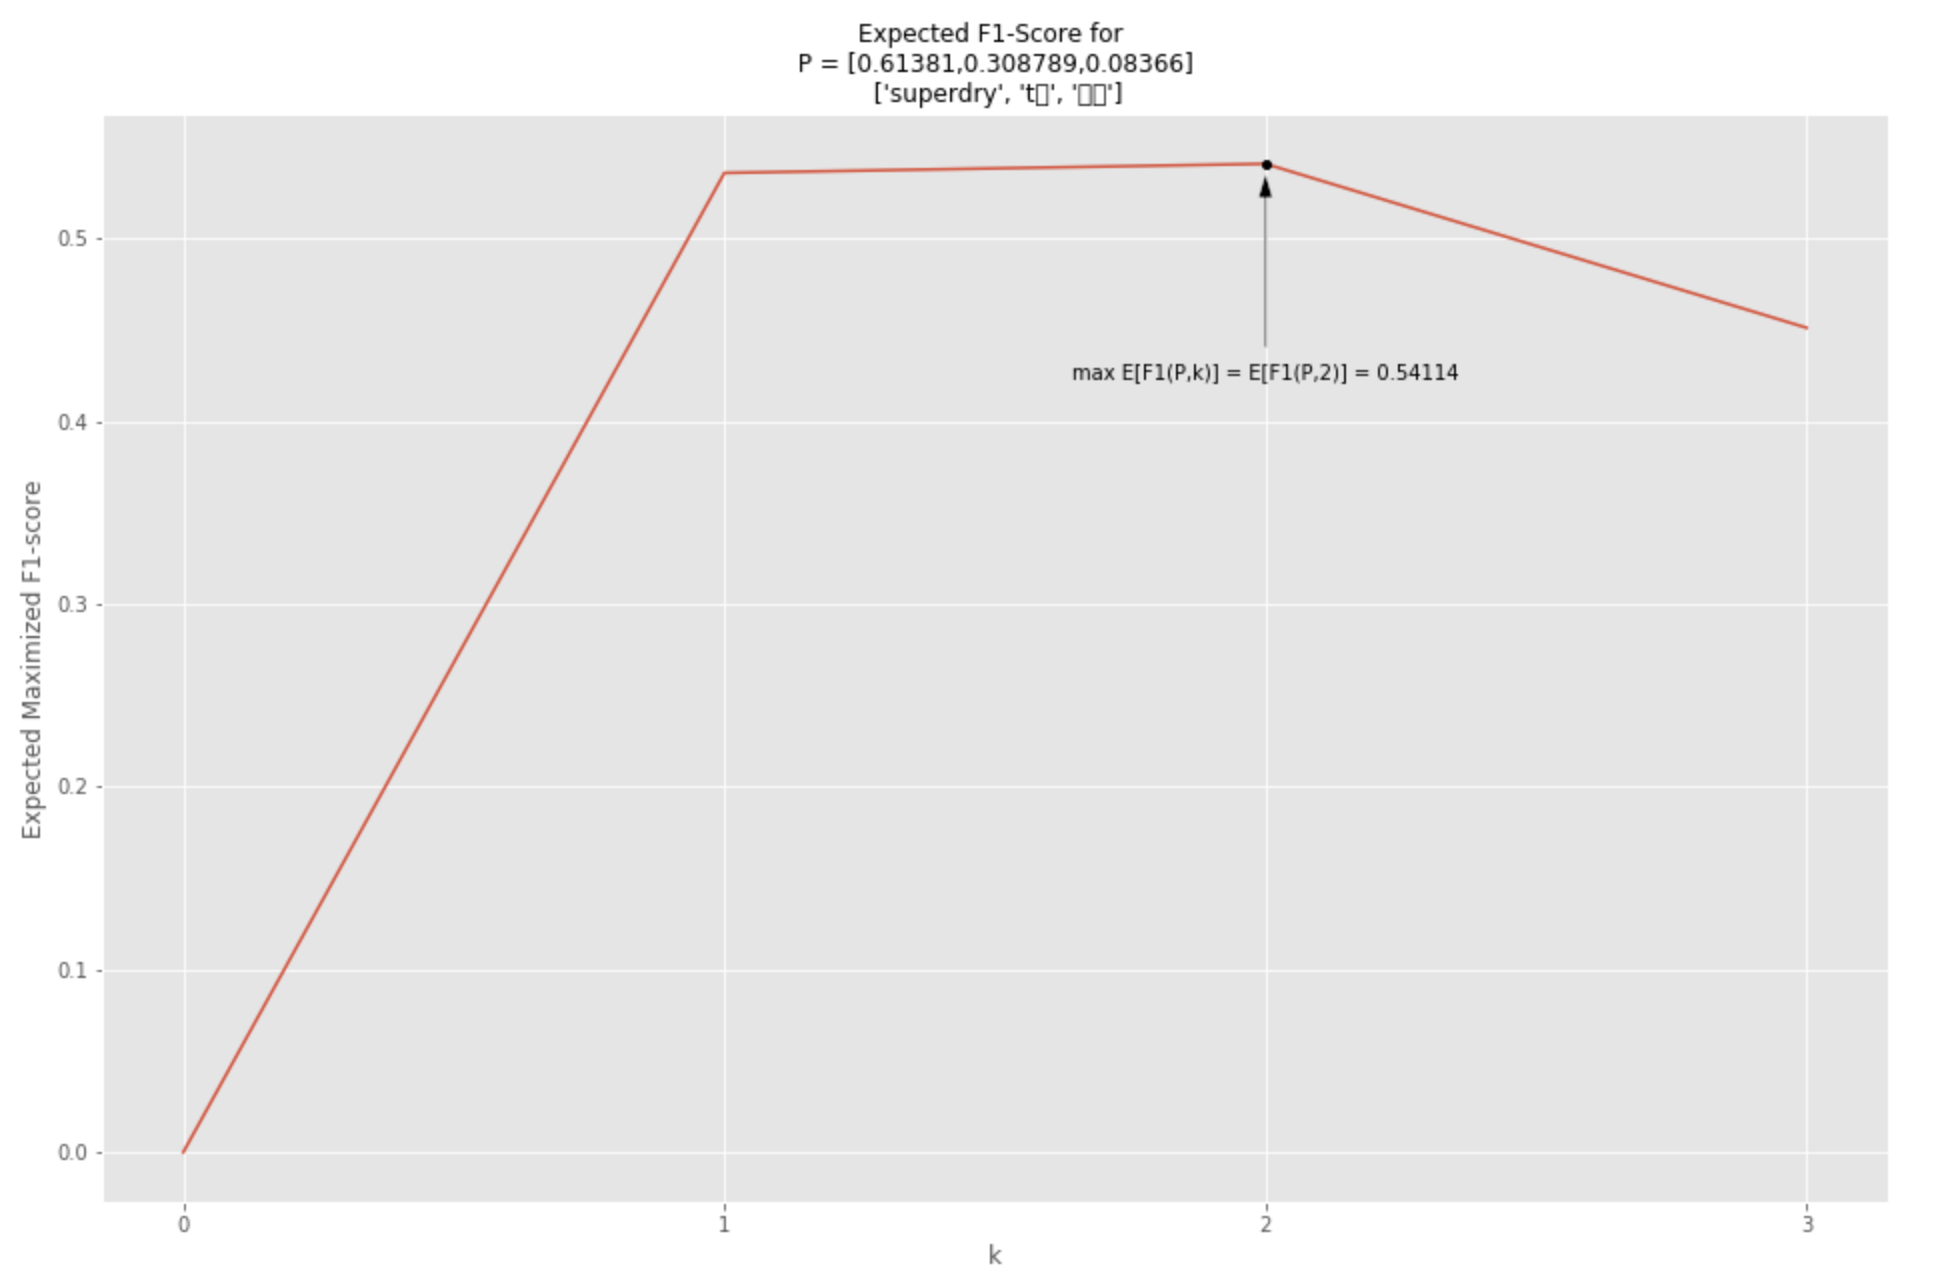 Expected F1-Score for
P = [0.61381,0.308789,0.08366]
['superdry', 't□', '□□']
Expected Maximized F1-score
0.5
0.4
0.3
0.2
0.1
0.0
max E[F1(P,k)] = E[F1(P,2)] = 0.54114
0 1 2 3
k